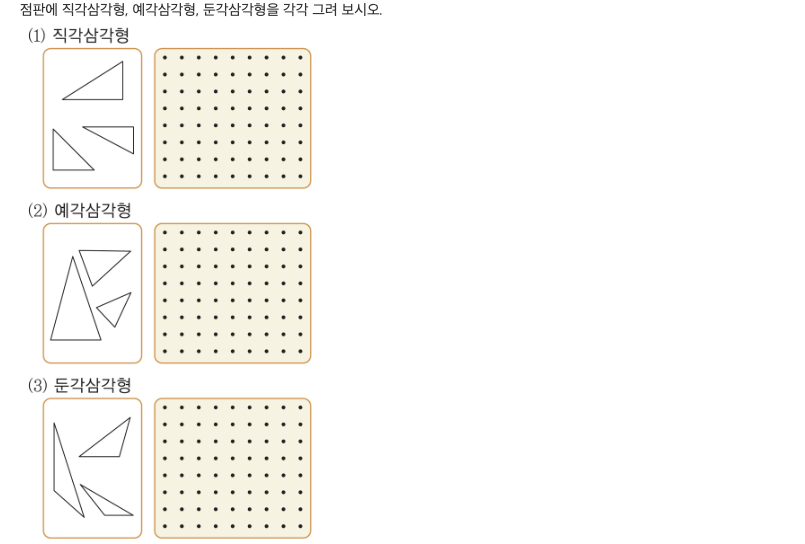 점판에 직각삼각형, 예각삼각형, 둔각삼각형을 각각 그려 보시오.
(1) 직각삼각형
(2) 예각삼각형
(3) 둔각삼각형